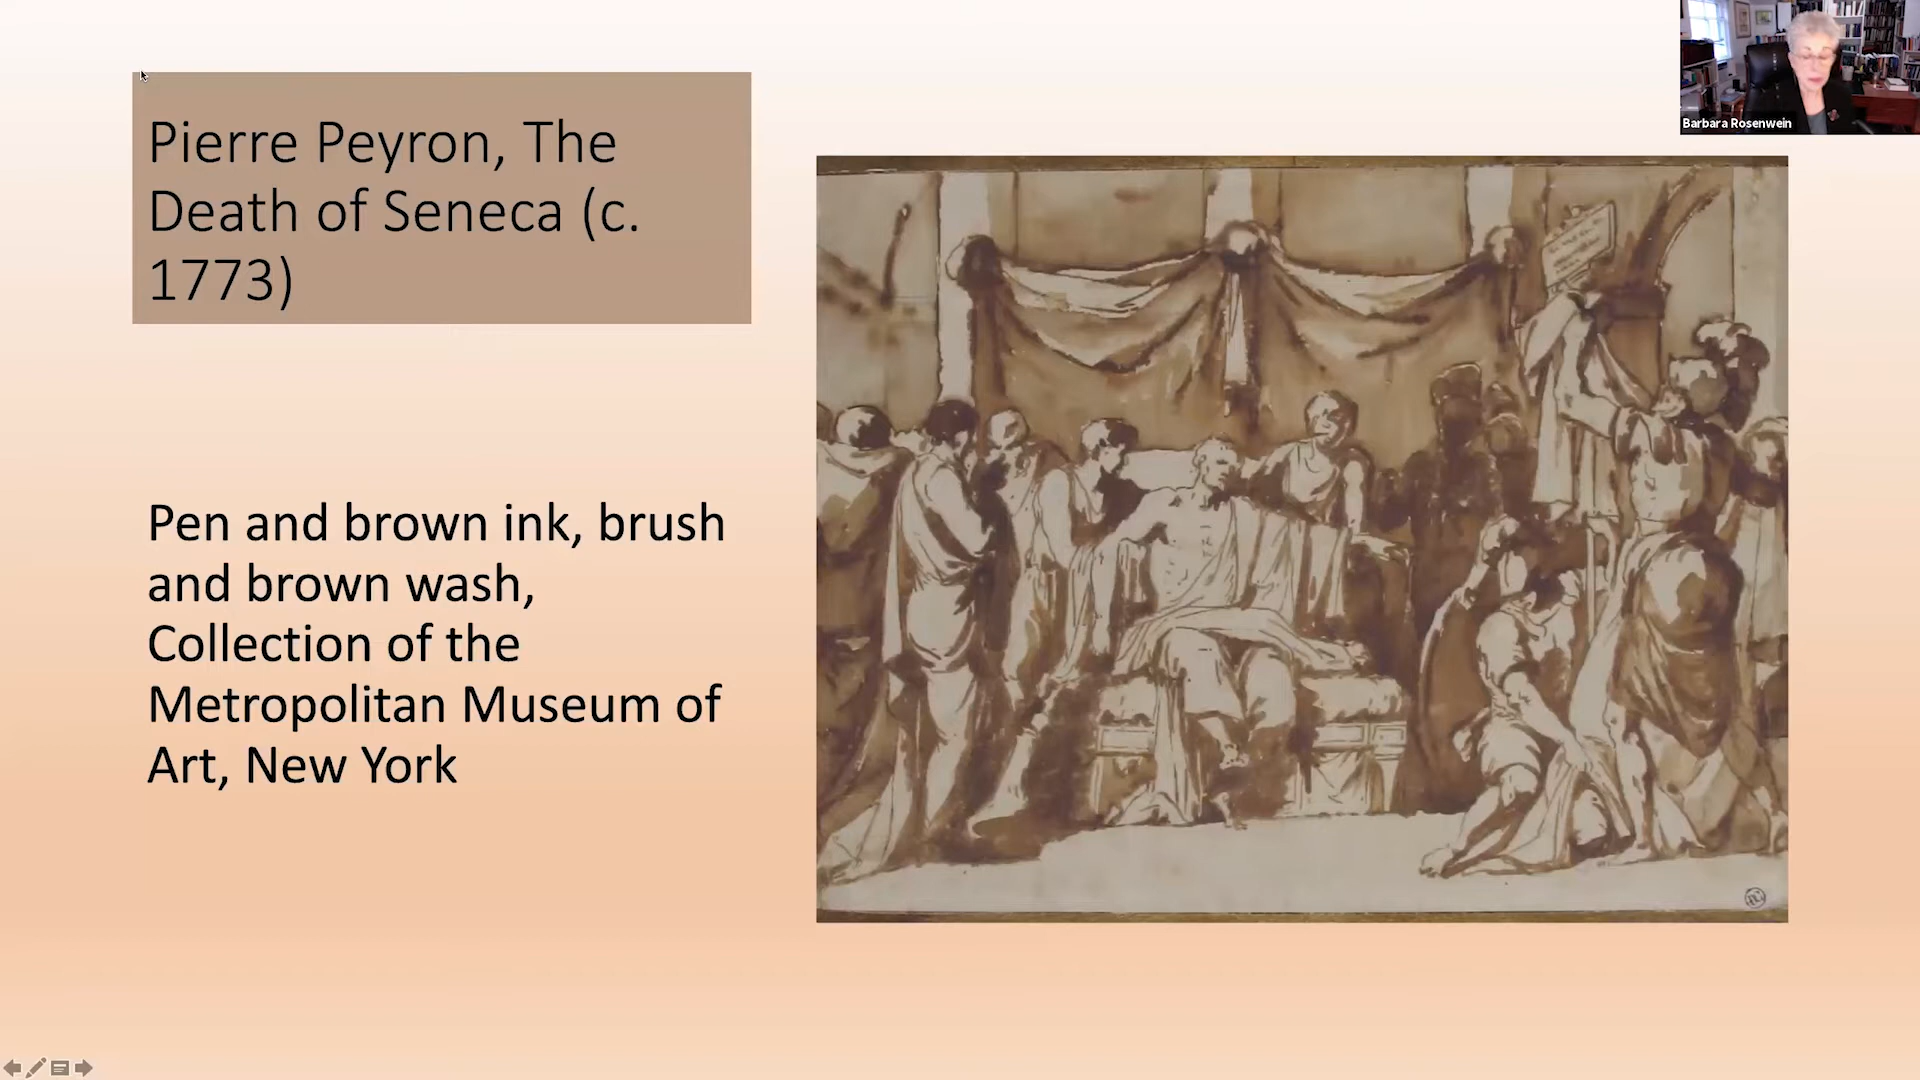 Pierre Peyron, The
Death of Seneca (c.
1773)
Pen and brown ink, brush
and brown wash,
Collection of the
Metropolitan Museum of
Art, New York
Barbara Rosenwein